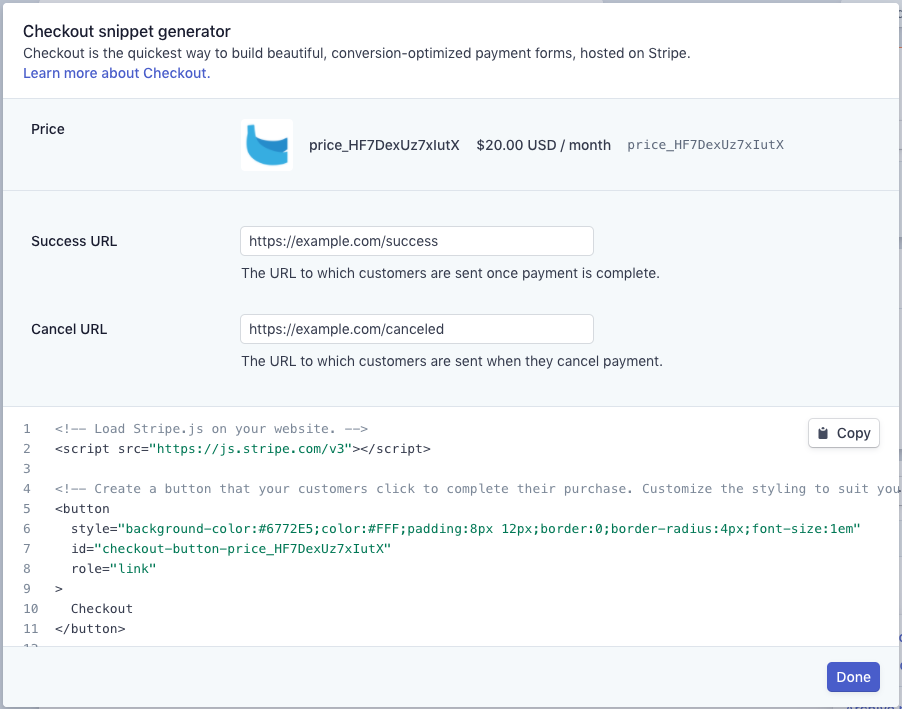 Checkout snippet generator
Checkout is the quickest way to build beautiful, conversion-optimized payment forms, hosted on Stripe.
Learn more about Checkout.
Price
price_HF7DexUz7xIutX $20.00 USD / month price_HF7DexUz7xIutX
Success URL
https://example.com/success
The URL to which customers are sent once payment is complete.
Cancel URL
https://example.com/canceled
The URL to which customers are sent when they cancel payment.
Copy
1 <!-- Load Stripe.js on your website. -->
2 <script src="https://js.stripe.com/v3"></script>
3
4 <!-- Create a button that your customers click to complete their purchase. Customize the styling to suit you
5 <button
6 style="background-color:#6772E5;color:#FFF;padding:8px 12px;border:0;border-radius:4px;font-size:1em"
7 id="checkout-button-price_HF7DexUz7xIutX"
8 role="link"
9 >
10 Checkout
11 </button>
Done